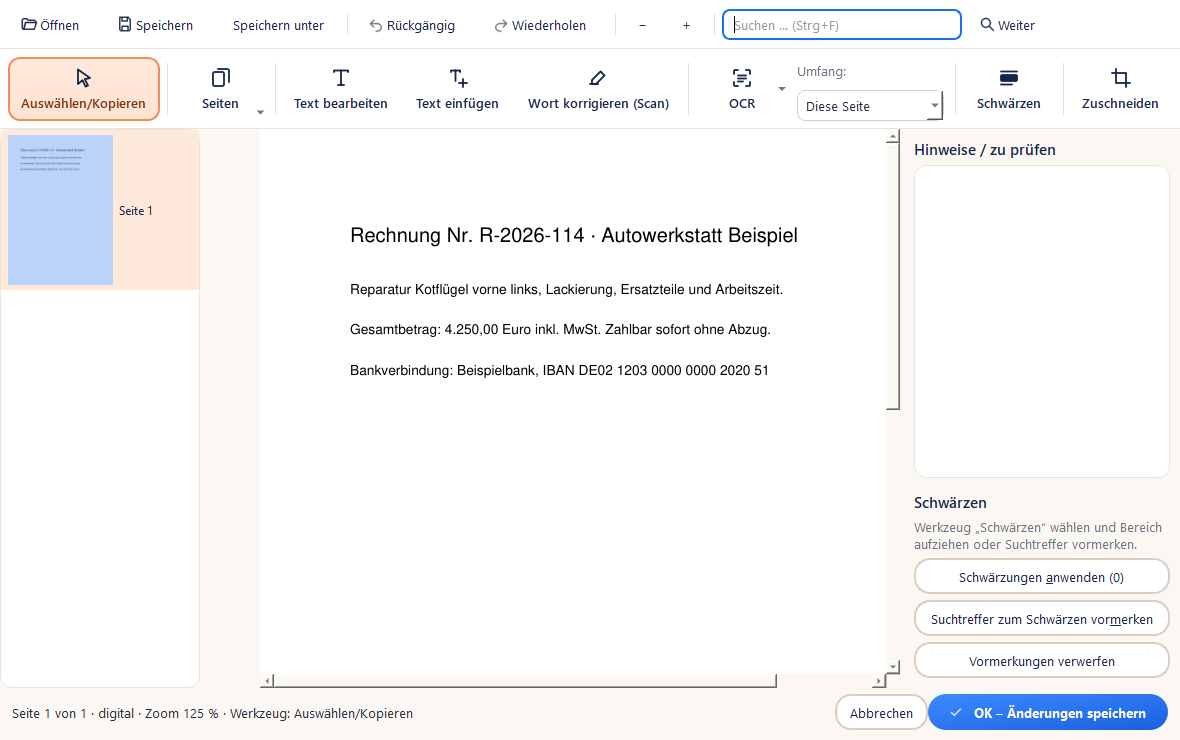 Öffnen
Speichern
Speichern unter
Rückgängig
Wiederholen
−
+
Suchen ... (Strg+F)
Weiter
Auswählen/Kopieren
Seiten
Text bearbeiten
Text einfügen
Wort korrigieren (Scan)
OCR
Umfang:
Diese Seite
Schwärzen
Zuschneiden
Seite 1
Rechnung Nr. R-2026-114 · Autowerkstatt Beispiel
Reparatur Kotflügel vorne links, Lackierung, Ersatzteile und Arbeitszeit.
Gesamtbetrag: 4.250,00 Euro inkl. MwSt. Zahlbar sofort ohne Abzug.
Bankverbindung: Beispielbank, IBAN DE02 1203 0000 0000 2020 51
Hinweise / zu prüfen
Schwärzen
Werkzeug „Schwärzen“ wählen und Bereich
aufziehen oder Suchtreffer vormerken.
Schwärzungen anwenden (0)
Suchtreffer zum Schwärzen vormerken
Vormerkungen verwerfen
Seite 1 von 1 · digital · Zoom 125 % · Werkzeug: Auswählen/Kopieren
Abbrechen
OK – Änderungen speichern